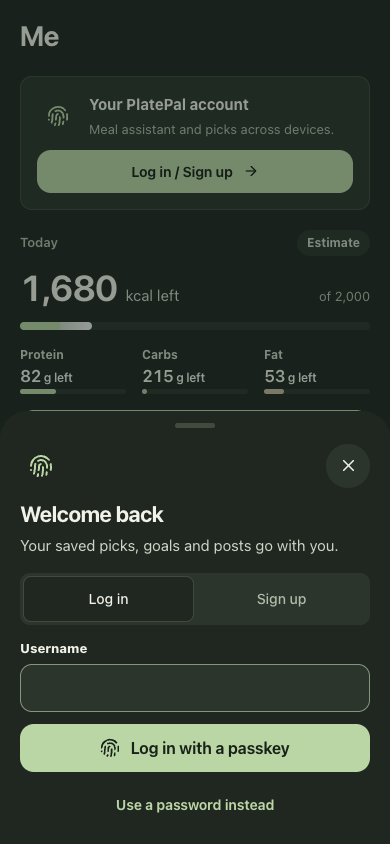 Me
Your PlatePal account
Meal assistant and picks across devices.
Log in / Sign up →
Today
Estimate
1,680 kcal left
of 2,000
Protein
Carbs
Fat
82 g left
215 g left
53 g left
Welcome back
Your saved picks, goals and posts go with you.
Log in
Sign up
Username
Log in with a passkey
Use a password instead